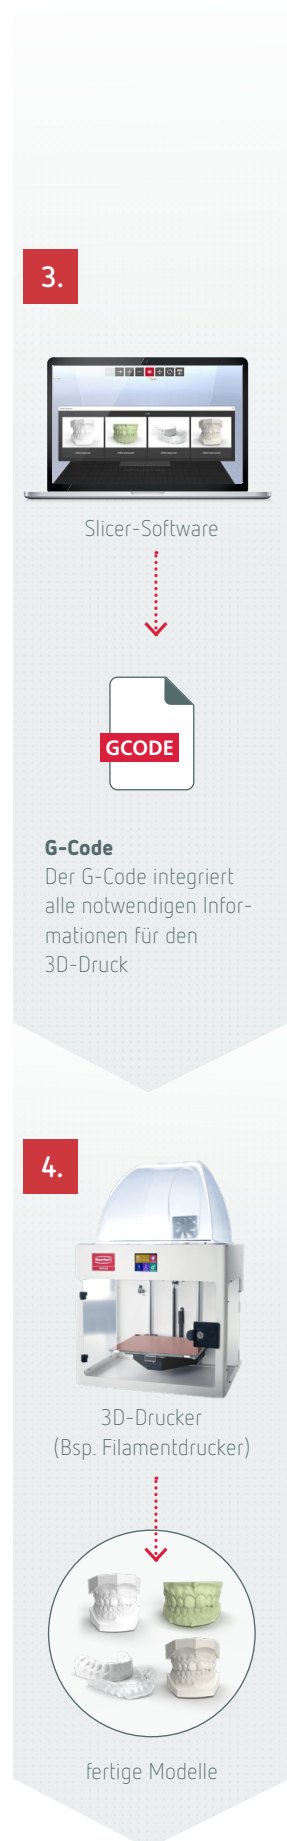 3.
Slicer-Software
GCODE
G-Code
Der G-Code integriert
alle notwendigen Infor-
mationen für den
3D-Druck
4.
3D-Drucker
(Bsp. Filamentdrucker)
fertige Modelle